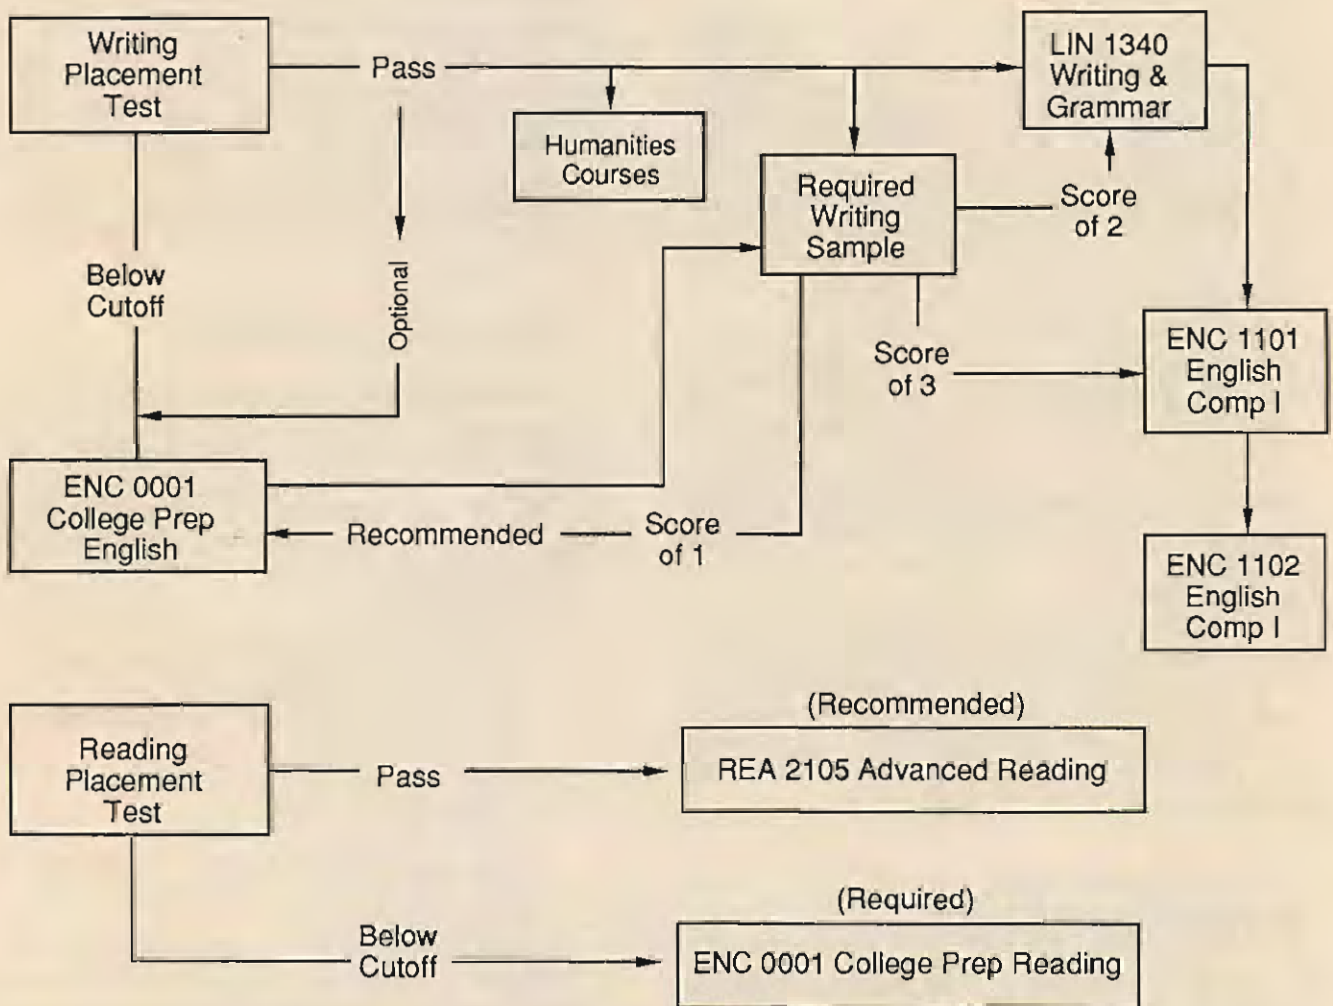 Writing
Placement
Test
Pass
Humanities
Courses
LIN 1340
Writing &
Grammar
Required
Writing
Sample
Score
of 2
Below
Cutoff
Optional
Score
of 3
ENC 1101
English
Comp I
ENC 0001
College Prep
English
Recommended
Score
of 1
ENC 1102
English
Comp I
Reading
Placement
Test
Pass
(Recommended)
REA 2105 Advanced Reading
Below
Cutoff
(Required)
ENC 0001 College Prep Reading